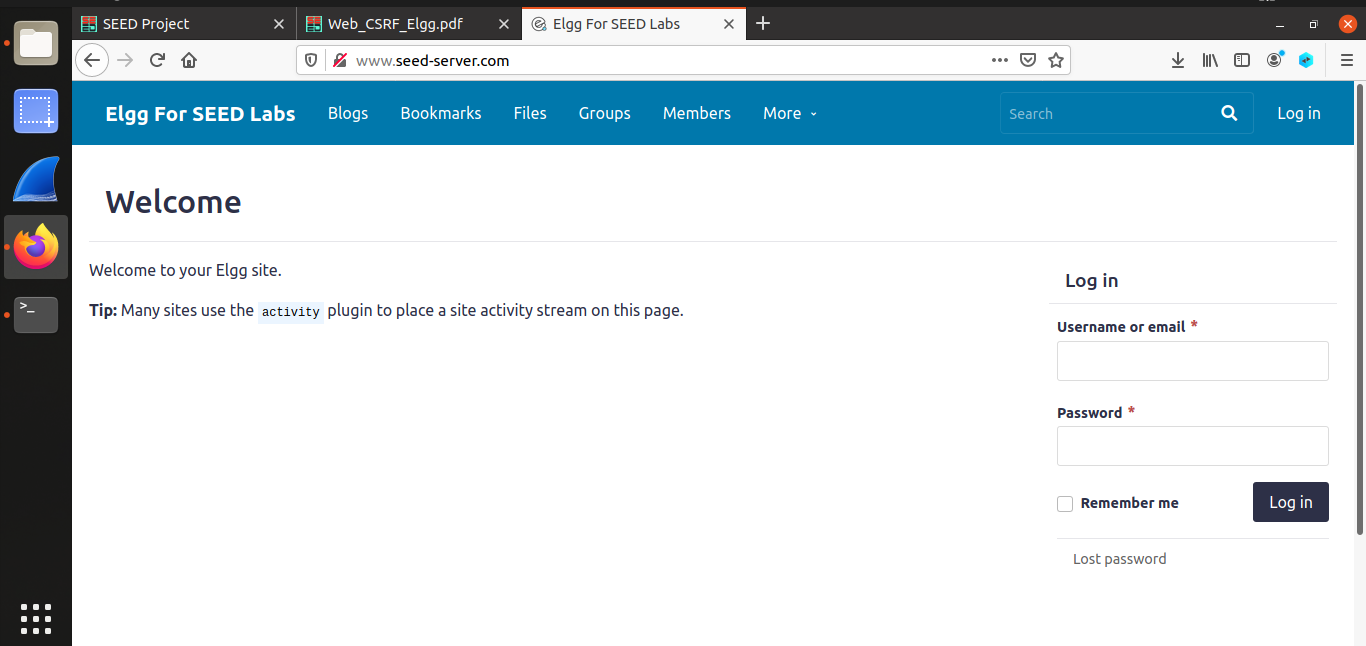 SEED Project
Web_CSRF_Elgg.pdf
Elgg For SEED Labs
www.seed-server.com
Elgg For SEED Labs Blogs Bookmarks Files Groups Members More Search Log in
Welcome
Welcome to your Elgg site.
Tip: Many sites use the activity plugin to place a site activity stream on this page.
Log in
Username or email *
Password *
Remember me
Log in
Lost password